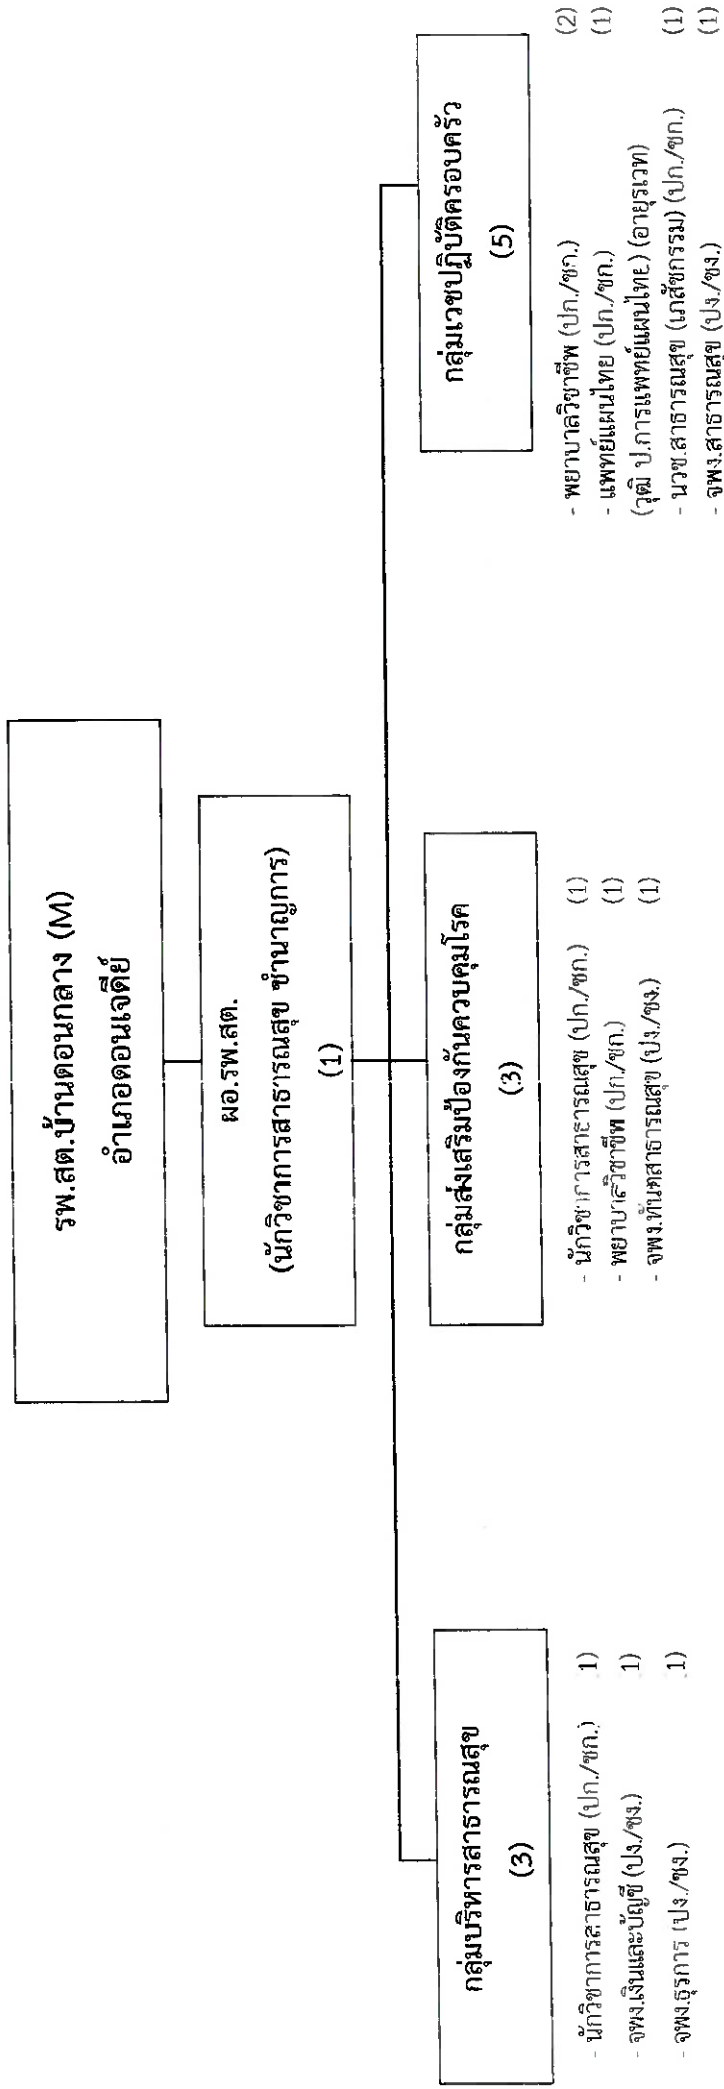 รพ.สต.บ้านดอนกลาง (M)
อำเภอดอนเจดีย์
ผอ.รพ.สต.
(นักวิชาการสาธารณสุข ชำนาญการ)
(1)
กลุ่มบริหารสาธารณสุข
(3)
- นักวิชาการสาธารณสุข (ปก./ชก.) 1)
- จพง.เงินและบัญชี (ปง./ชง.) 1)
- จพง.ธุรการ (ปง./ชง.) 1)
กลุ่มส่งเสริมป้องกันควบคุมโรค
(3)
- นักวิชาการสาธารณสุข (ปก./ชก.) (1)
- พยาบาลวิชาชีพ (ปก./ชก.) (1)
- จพง.ทันตสาธารณสุข (ปง./ชง.) (1)
กลุ่มเวชปฏิบัติครอบครัว
(5)
- พยาบาลวิชาชีพ (ปก./ชก.) (2)
- แพทย์แผนไทย (ปก./ชก.) (1)
(วุฒิ ป.การแพทย์แผนไทย) (อายุรเวท)
- นวช.สาธารณสุข (เภสัชกรรม) (ปก./ชก.) (1)
- จพง.สาธารณสุข (ปง./ชง.) (1)